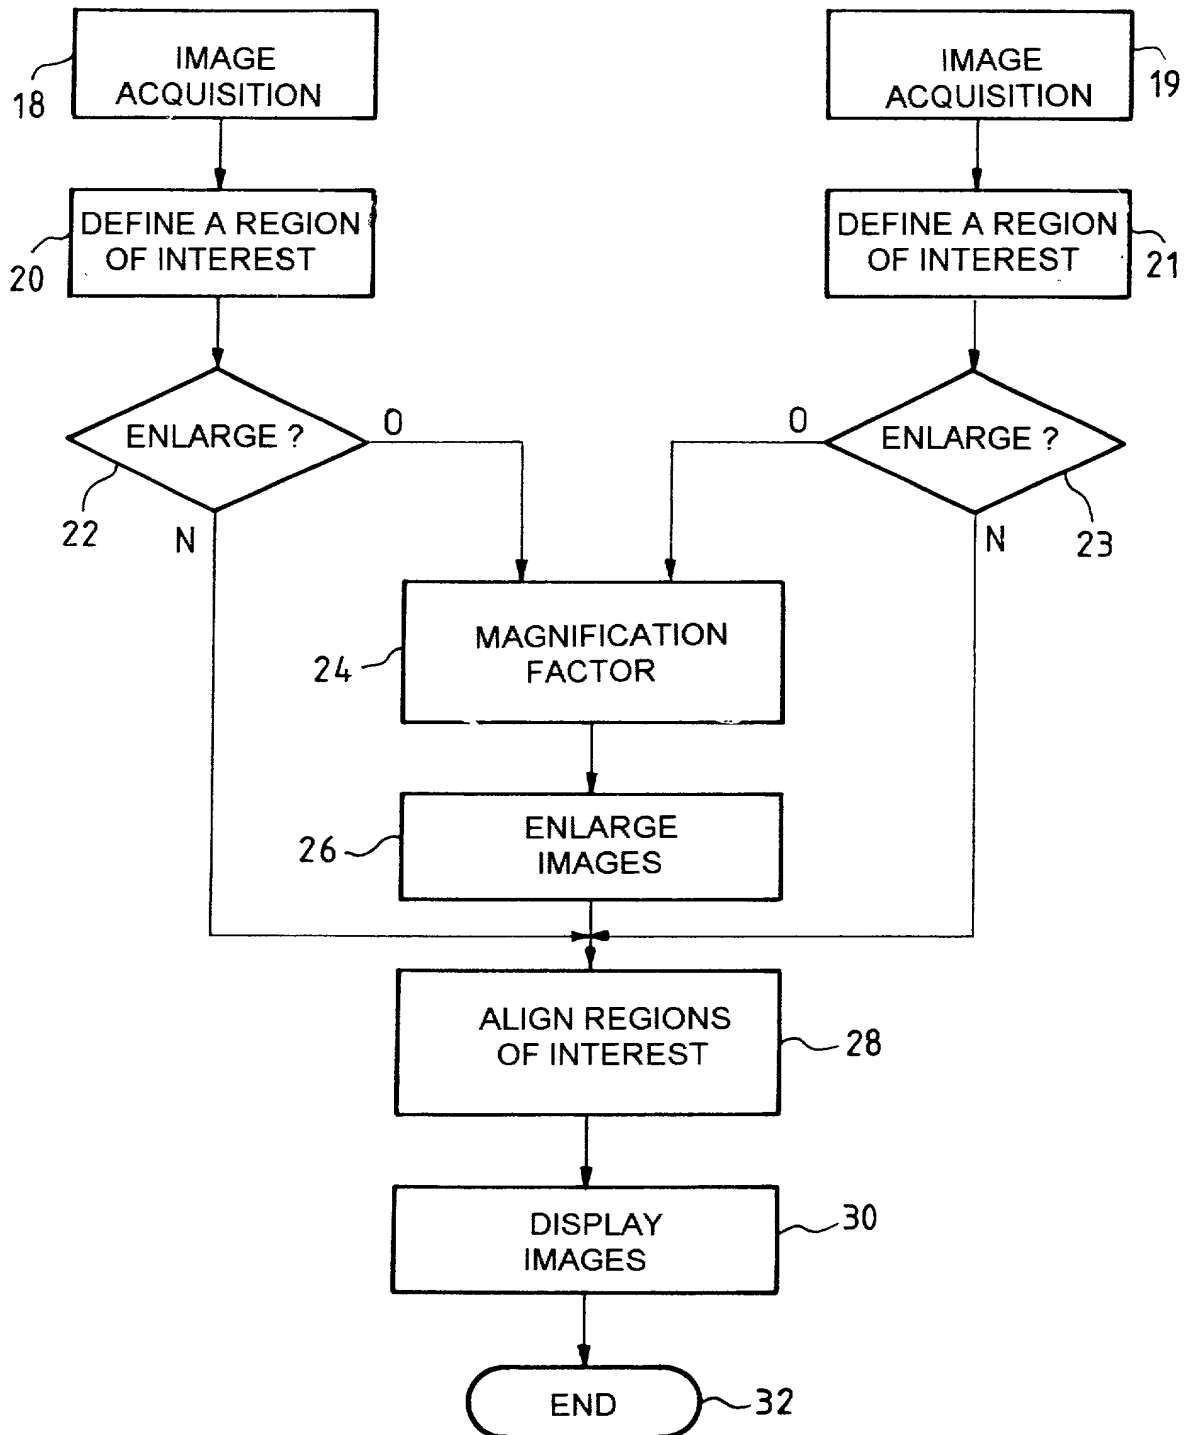 IMAGE
ACQUISITION
18
IMAGE
ACQUISITION
19
DEFINE A REGION
OF INTEREST
20
DEFINE A REGION
OF INTEREST
21
ENLARGE ?
O
22
N
O
ENLARGE ?
23
N
MAGNIFICATION
FACTOR
24
ENLARGE
IMAGES
26
ALIGN REGIONS
OF INTEREST
28
DISPLAY
IMAGES
30
END
32